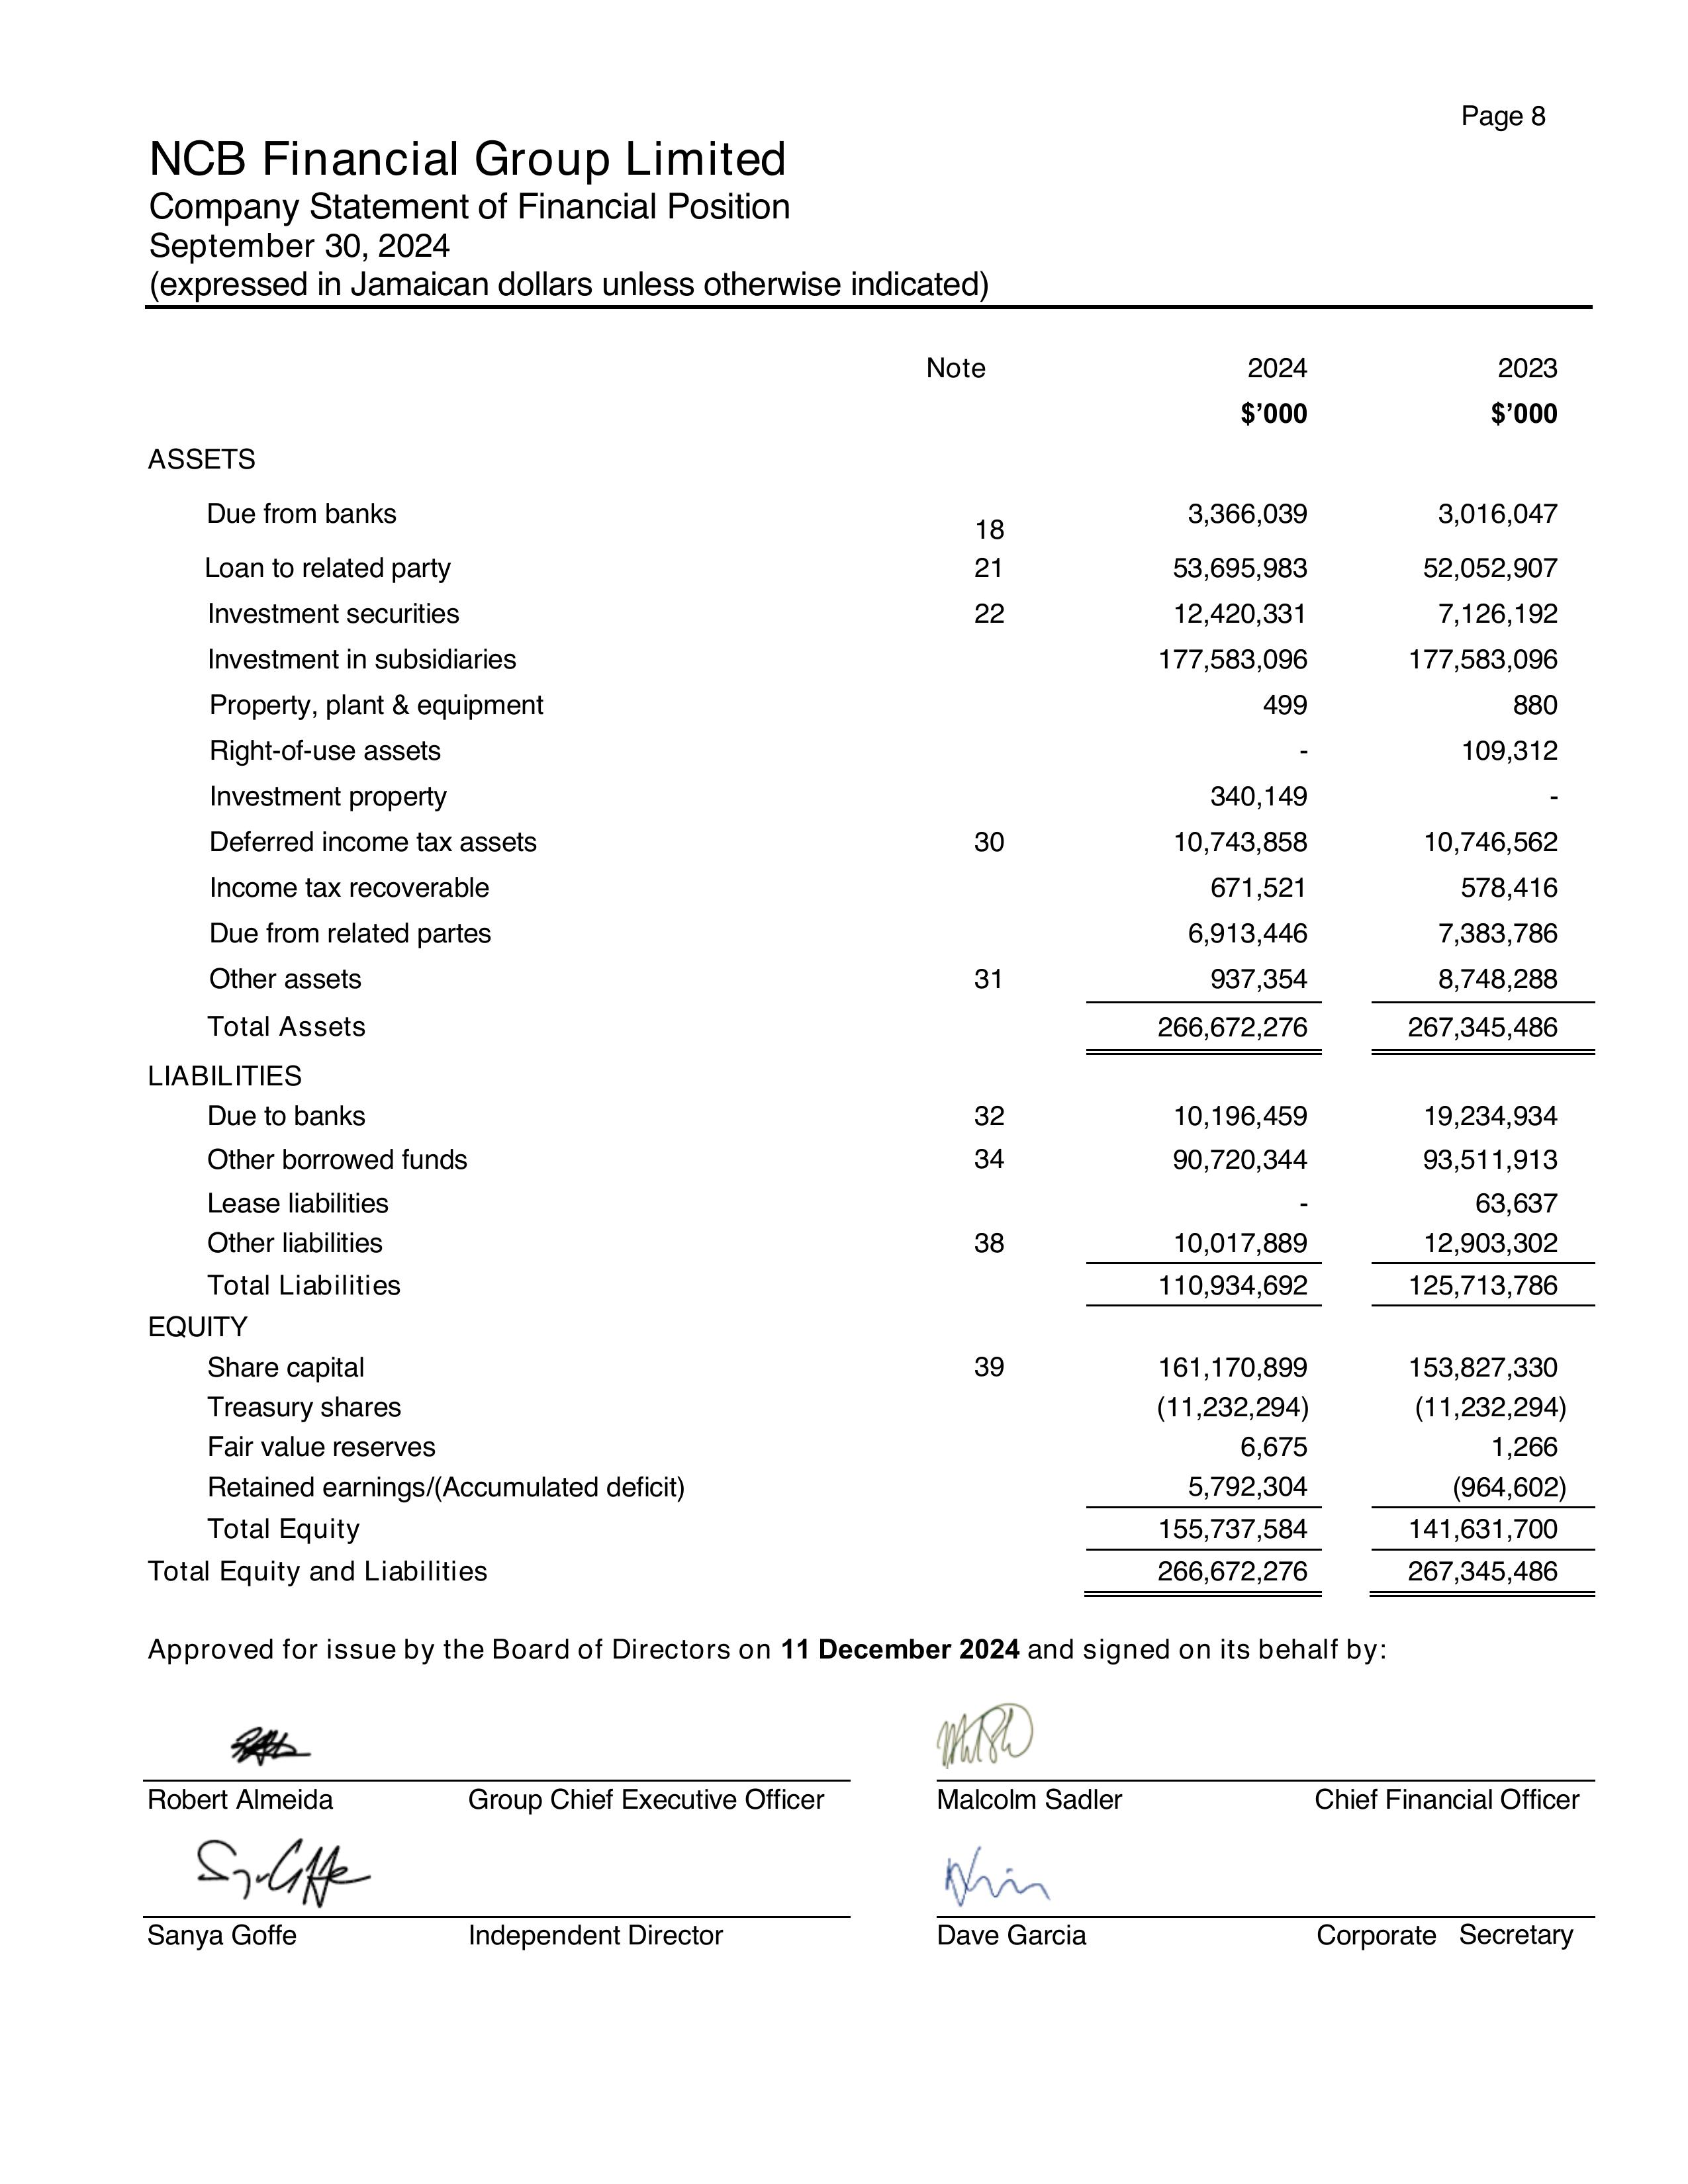 Page 8
NCB Financial Group Limited
Company Statement of Financial Position
September 30, 2024
(expressed in Jamaican dollars unless otherwise indicated)
Note 2024 2023
$’000 $’000
ASSETS
Due from banks 18 3,366,039 3,016,047
Loan to related party 21 53,695,983 52,052,907
Investment securities 22 12,420,331 7,126,192
Investment in subsidiaries 177,583,096 177,583,096
Property, plant & equipment 499 880
Right-of-use assets - 109,312
Investment property 340,149 -
Deferred income tax assets 30 10,743,858 10,746,562
Income tax recoverable 671,521 578,416
Due from related partes 6,913,446 7,383,786
Other assets 31 937,354 8,748,288
Total Assets 266,672,276 267,345,486
LIABILITIES
Due to banks 32 10,196,459 19,234,934
Other borrowed funds 34 90,720,344 93,511,913
Lease liabilities - 63,637
Other liabilities 38 10,017,889 12,903,302
Total Liabilities 110,934,692 125,713,786
EQUITY
Share capital 39 161,170,899 153,827,330
Treasury shares (11,232,294) (11,232,294)
Fair value reserves 6,675 1,266
Retained earnings/(Accumulated deficit) 5,792,304 (964,602)
Total Equity 155,737,584 141,631,700
Total Equity and Liabilities 266,672,276 267,345,486
Approved for issue by the Board of Directors on 11 December 2024 and signed on its behalf by:
Robert Almeida Group Chief Executive Officer Malcolm Sadler Chief Financial Officer
Sanya Goffe Independent Director Dave Garcia Corporate Secretary